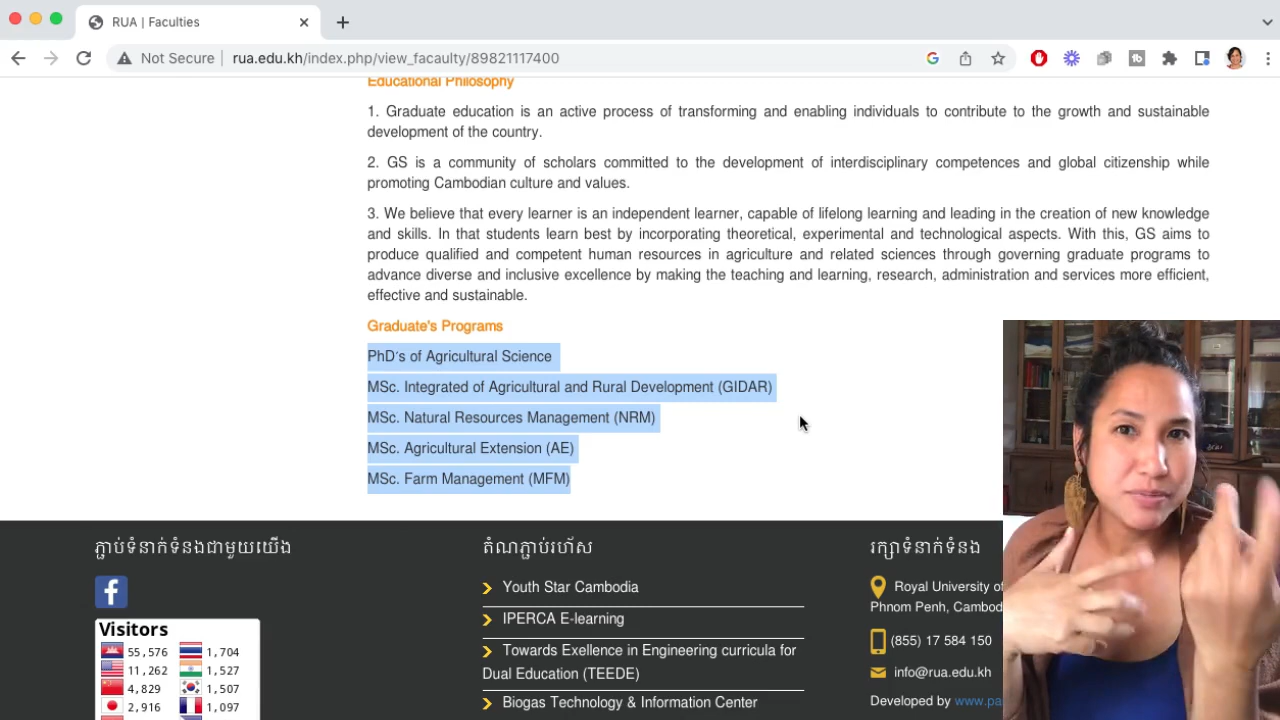 RUA | Faculties
Not Secure
rua.edu.kh/index.php/view_facaulty/89821117400
Educational Philosophy
1. Graduate education is an active process of transforming and enabling individuals to contribute to the growth and sustainable
development of the country.
2. GS is a community of scholars committed to the development of interdisciplinary competences and global citizenship while
promoting Cambodian culture and values.
3. We believe that every learner is an independent learner, capable of lifelong learning and leading in the creation of new knowledge
and skills. In that students learn best by incorporating theoretical, experimental and technological aspects. With this, GS aims to
produce qualified and competent human resources in agriculture and related sciences through governing graduate programs to
advance diverse and inclusive excellence by making the teaching and learning, research, administration and services more efficient,
effective and sustainable.
Graduate's Programs
PhD's of Agricultural Science
MSc. Integrated of Agricultural and Rural Development (GIDAR)
MSc. Natural Resources Management (NRM)
MSc. Agricultural Extension (AE)
MSc. Farm Management (MFM)
ភ្ជាប់ទំនាក់ទំនងជាមួយយើង
Visitors
55,576 1,704
11,262 1,527
4,829 1,507
2,916 1,097
តំណភ្ជាប់រហ័ស
Youth Star Cambodia
IPERCA E-learning
Towards Exellence in Engineering curricula for
Dual Education (TEEDE)
Biogas Technology & Information Center
រក្សាទំនាក់ទំនង
Royal University of
Phnom Penh,
(855) 17 584 150
info@rua.edu.kh
Developed by